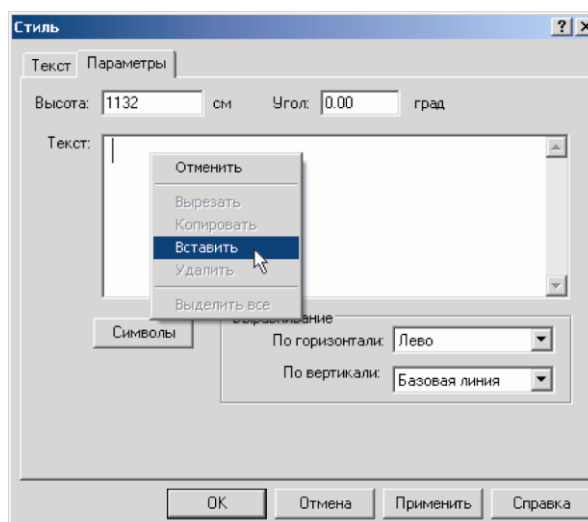 Стиль
Текст Параметры
Высота: 1132 см Угол: 0.00 град
Текст:
Отменить
Вырезать
Копировать
Вставить
Удалить
Выделить все
Символы
Выравнивание
По горизонтали: Лево
По вертикали: Базовая линия
OK Отмена Применить Справка